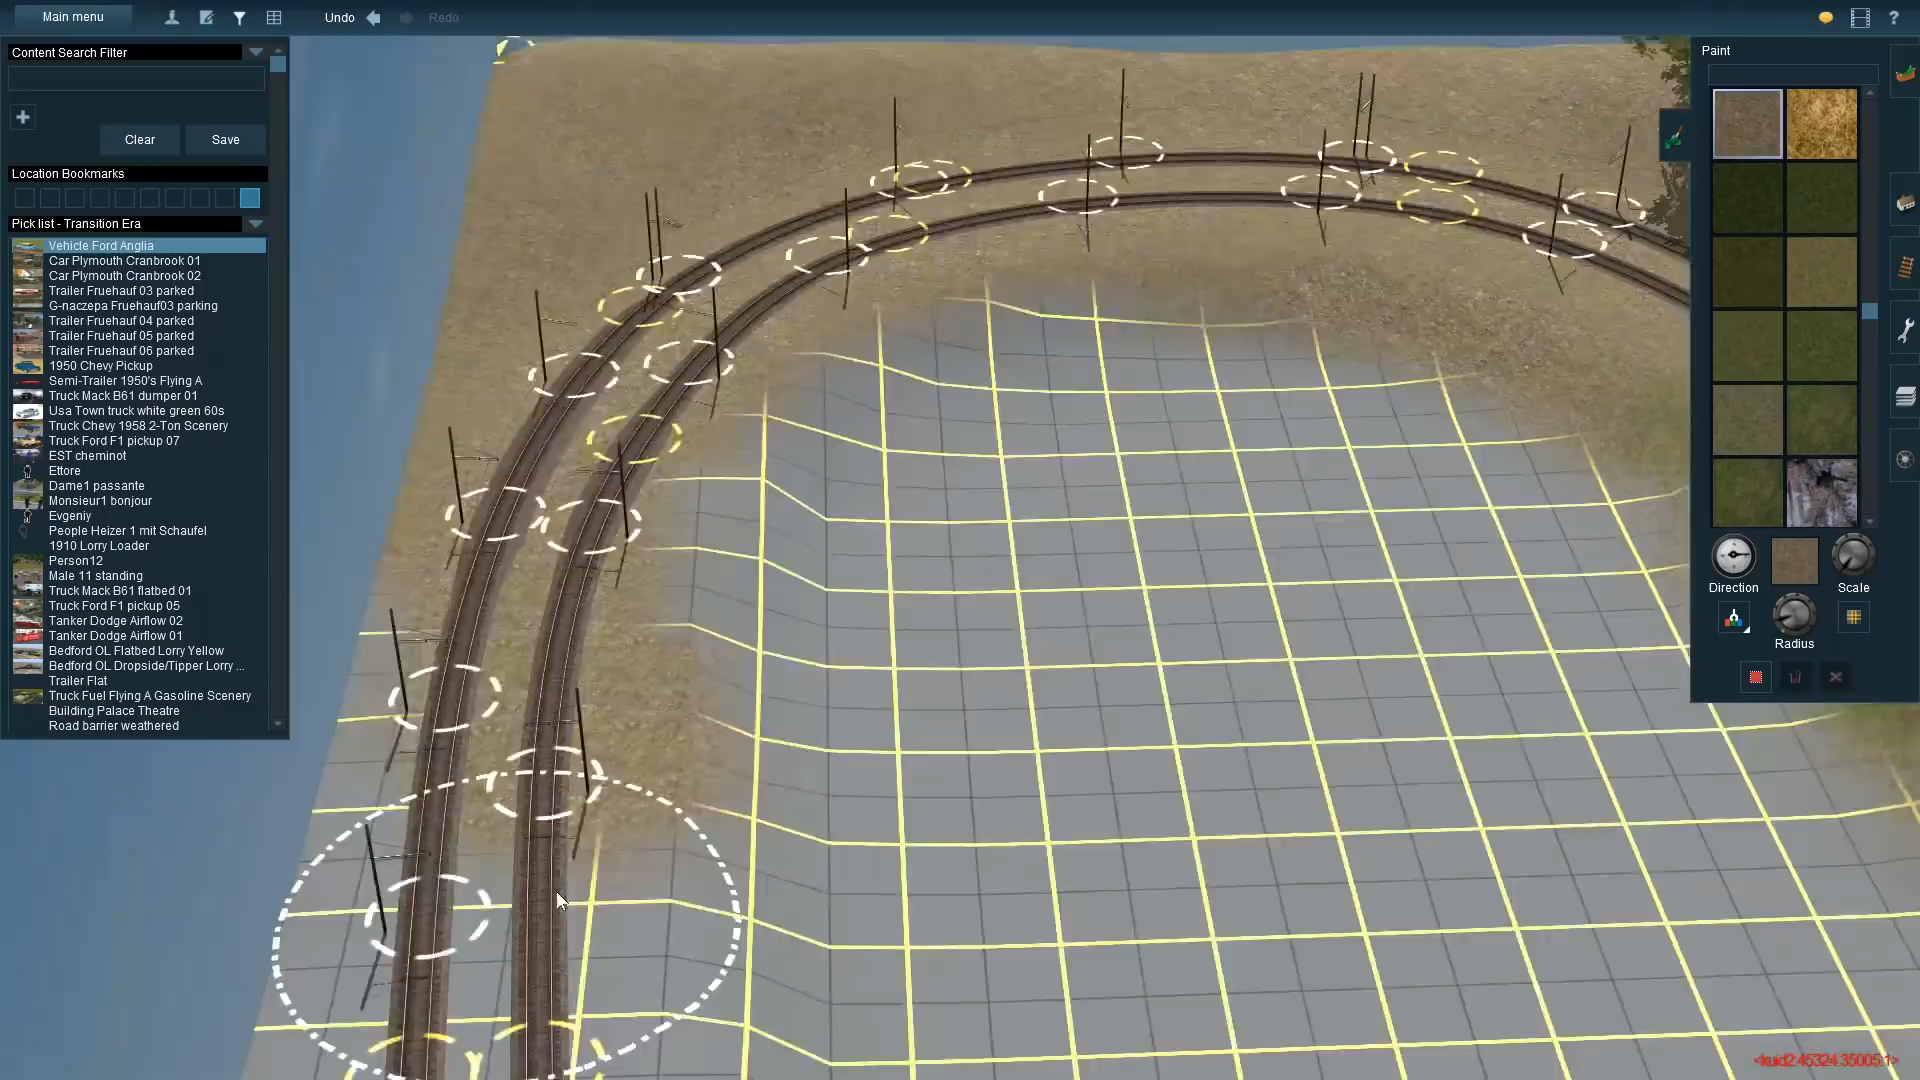 Main menu
Undo
Redo
?
Content Search Filter
Clear
Save
Location Bookmarks
Pick list - Transition Era
Vehicle Ford Anglia
Car Plymouth Cranbrook 01
Car Plymouth Cranbrook 02
Trailer Fruehauf 03 parked
G-naczepa Fruehauf03 parking
Trailer Fruehauf 04 parked
Trailer Fruehauf 05 parked
Trailer Fruehauf 06 parked
1950 Chevy Pickup
Semi-Trailer 1950's Flying A
Truck Mack B61 dumper 01
Usa Town truck white green 60s
Truck Chevy 1958 2-Ton Scenery
Truck Ford F1 pickup 07
EST cheminot
Ettore
Dame1 passante
Monsieur1 bonjour
Evgeniy
People Heizer 1 mit Schaufel
1910 Lorry Loader
Person12
Male 11 standing
Truck Mack B61 flatbed 01
Truck Ford F1 pickup 05
Tanker Dodge Airflow 02
Tanker Dodge Airflow 01
Bedford OL Flatbed Lorry Yellow
Bedford OL Dropside/Tipper Lorry ...
Trailer Flat
Truck Fuel Flying A Gasoline Scenery
Building Palace Theatre
Road barrier weathered
Paint
Direction
Scale
Radius
<kuid2:45324:35005:1>